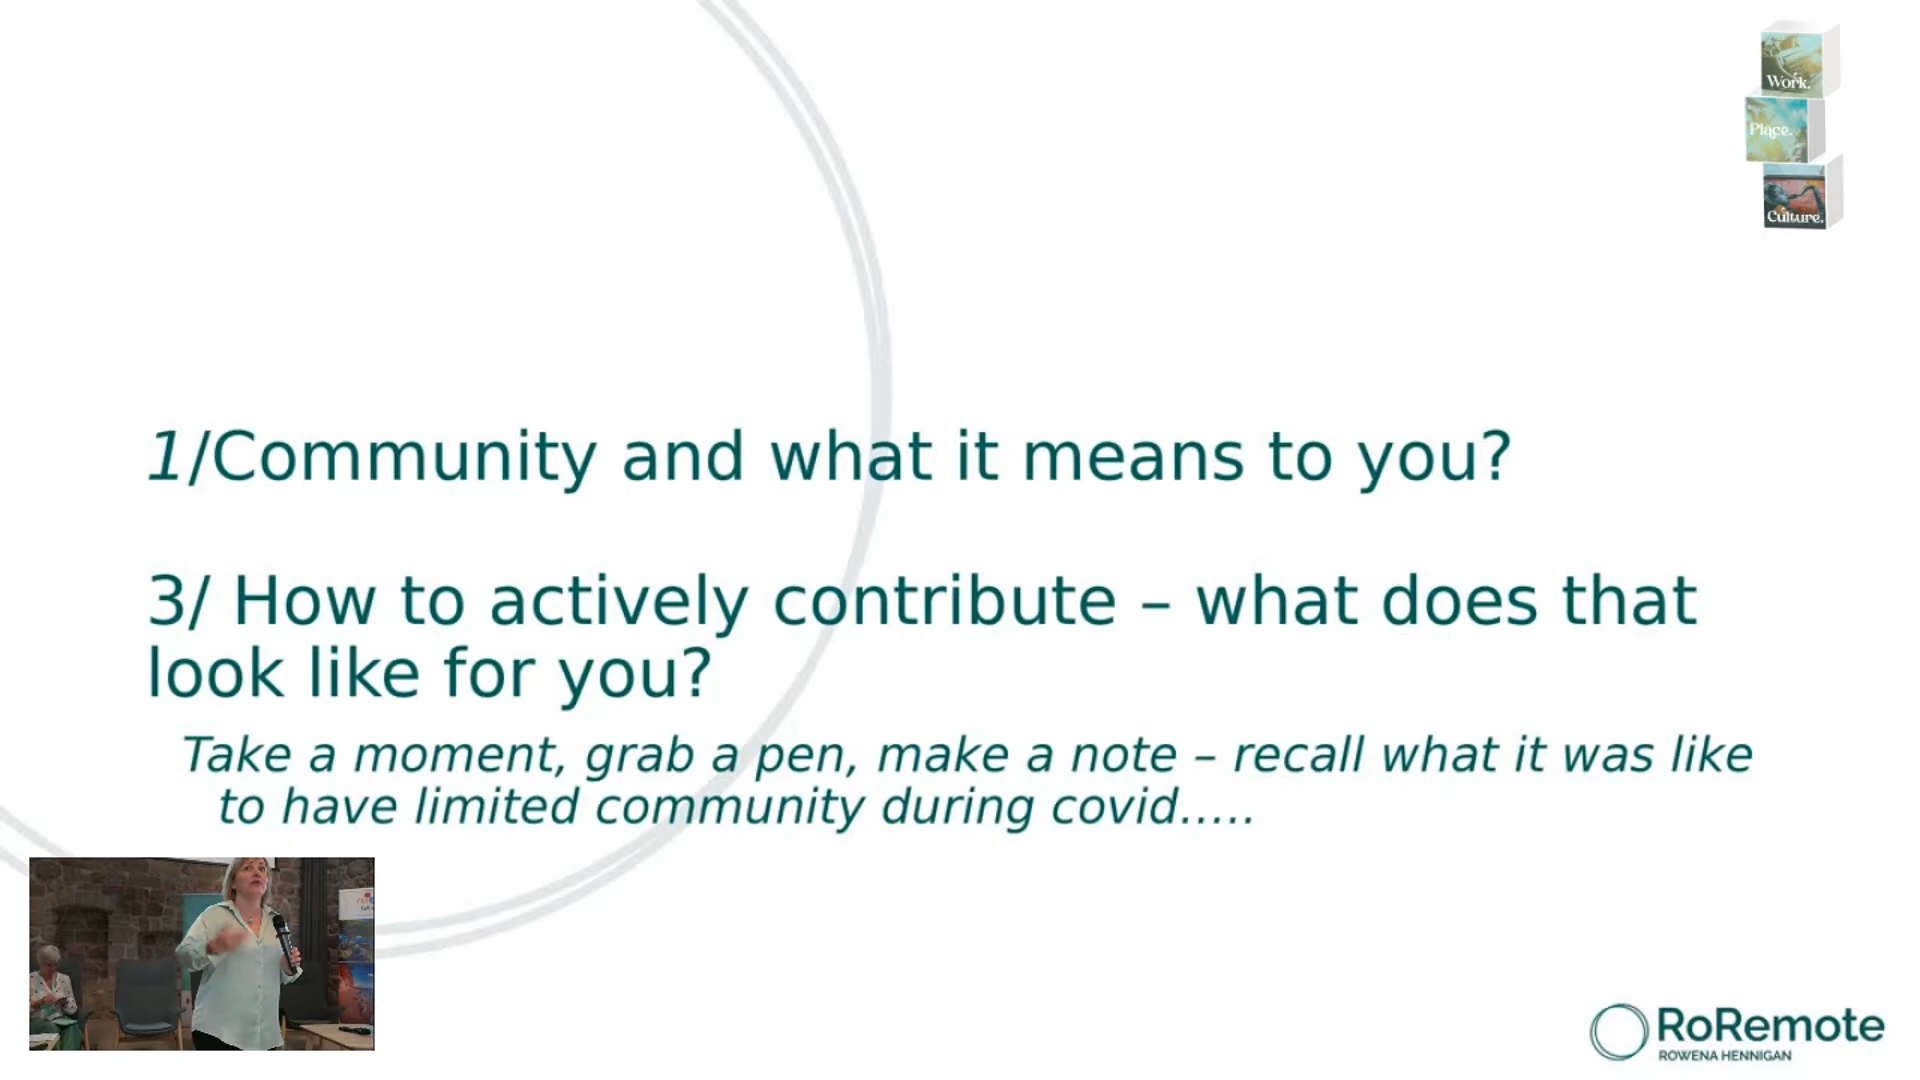 Work.
Place.
Culture.
1/Community and what it means to you?
3/ How to actively contribute – what does that
look like for you?
Take a moment, grab a pen, make a note – recall what it was like
to have limited community during covid.....
RoRemote
ROWENA HENNIGAN